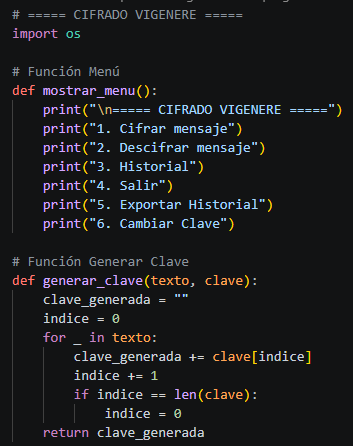 # ===== CIFRADO VIGENERE =====
import os
# Función Menú
def mostrar_menu():
    print("\n===== CIFRADO VIGENERE =====")
    print("1. Cifrar mensaje")
    print("2. Descifrar mensaje")
    print("3. Historial")
    print("4. Salir")
    print("5. Exportar Historial")
    print("6. Cambiar Clave")
# Función Generar Clave
def generar_clave(texto, clave):
    clave_generada = ""
    indice = 0
    for _ in texto:
        clave_generada += clave[indice]
        indice += 1
        if indice == len(clave):
            indice = 0
    return clave_generada